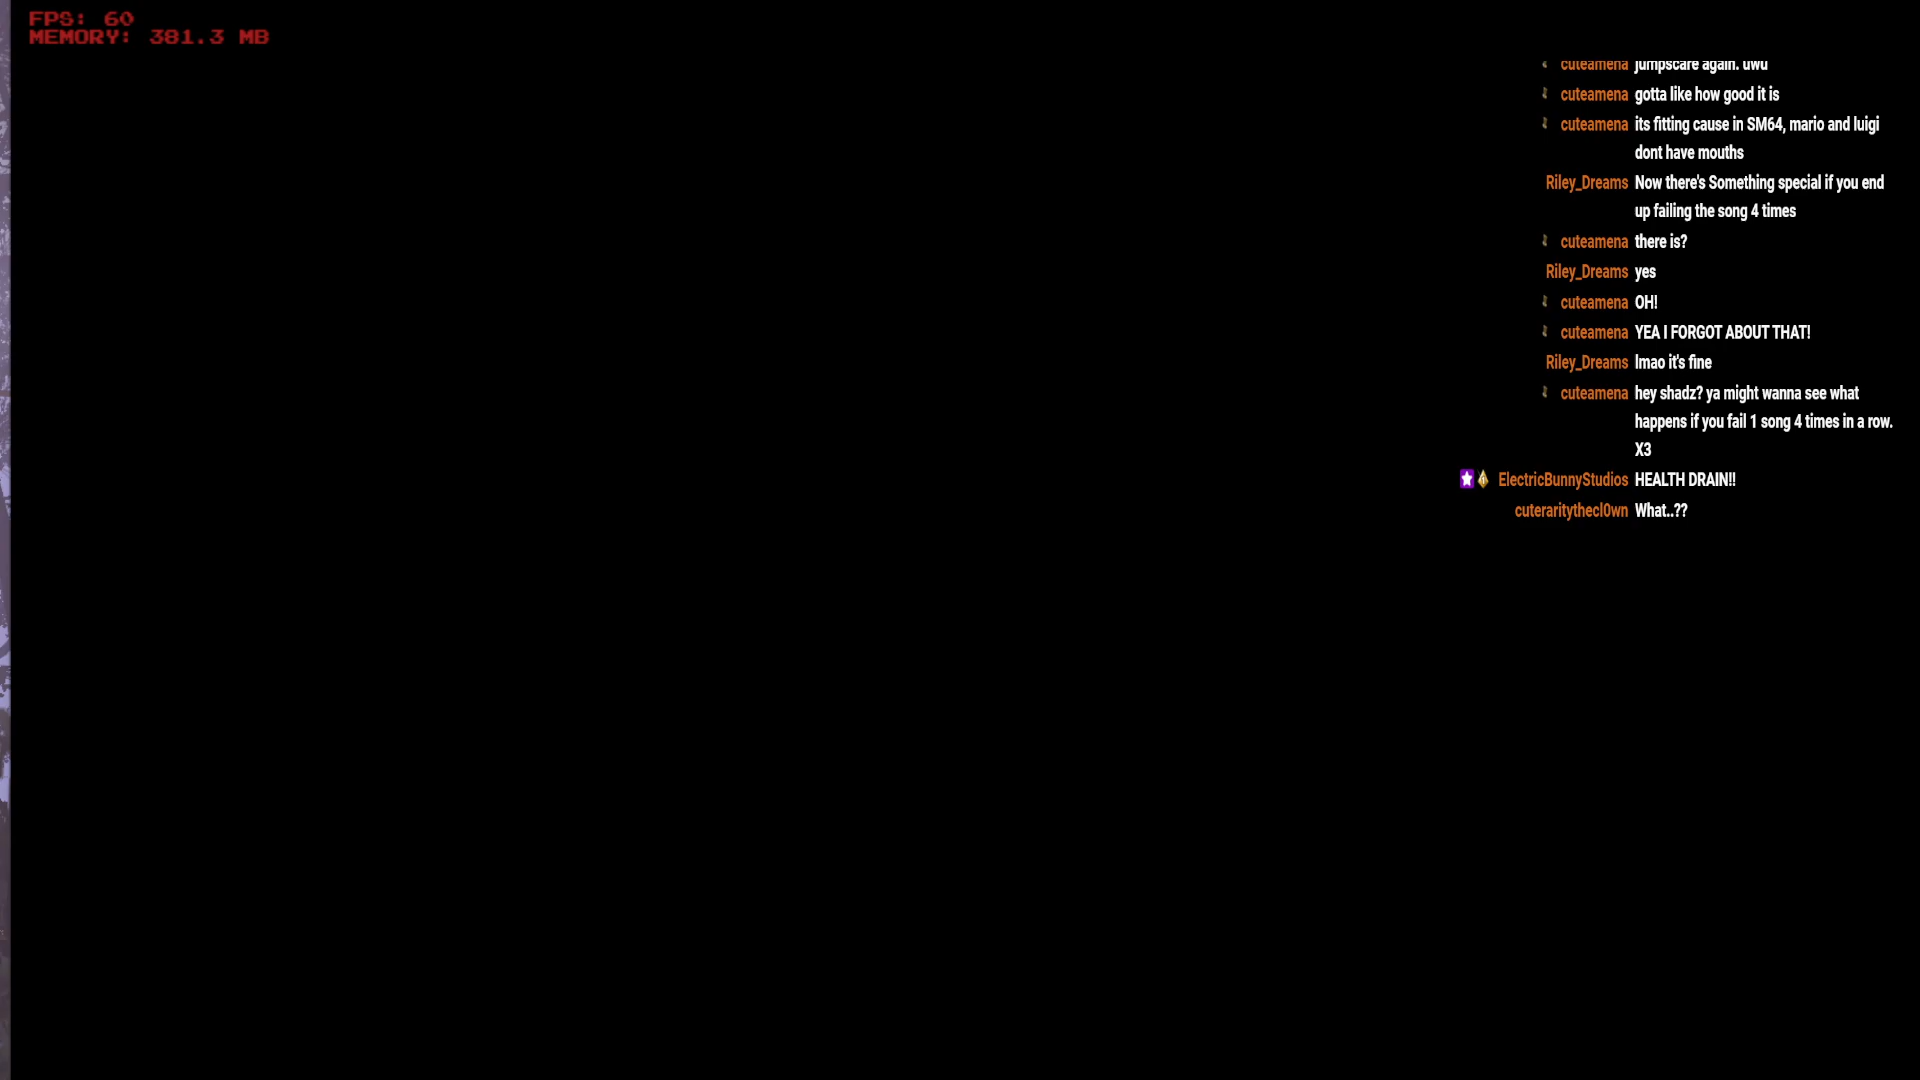 FPS: 60
MEMORY: 381.3 MB
cuteamena jumpscare again. uwu
cuteamena gotta like how good it is
cuteamena its fitting cause in SM64, mario and luigi
dont have mouths
Riley_Dreams Now there's Something special if you end
up failing the song 4 times
cuteamena there is?
Riley_Dreams yes
cuteamena OH!
cuteamena YEA I FORGOT ABOUT THAT!
Riley_Dreams lmao it's fine
cuteamena hey shadz? ya might wanna see what
happens if you fail 1 song 4 times in a row.
X3
ElectricBunnyStudios HEALTH DRAIN!!
cuteraritythecl0wn What..??